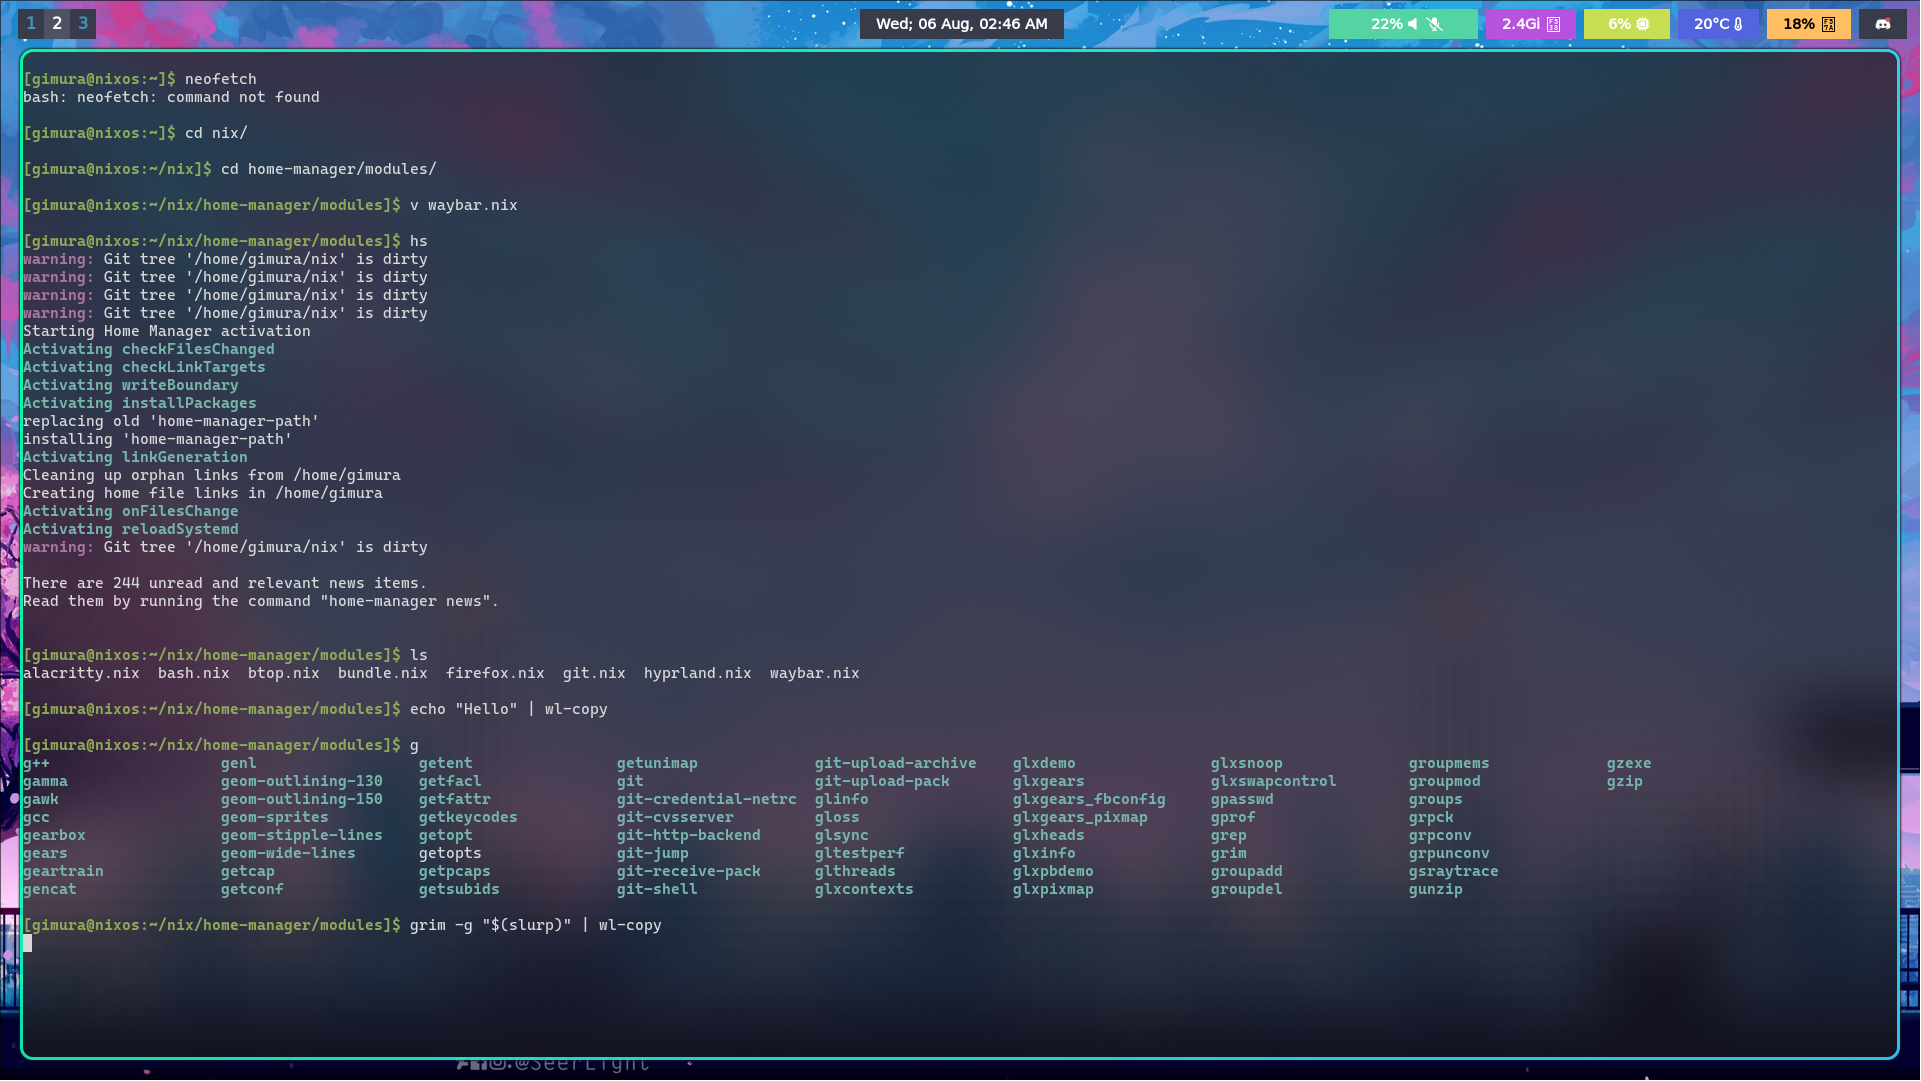 1 2 3
Wed; 06 Aug, 02:46 AM
22% 2.4Gi 6% 20°C 18%
[gimura@nixos:~]$ neofetch
bash: neofetch: command not found
[gimura@nixos:~]$ cd nix/
[gimura@nixos:~/nix]$ cd home-manager/modules/
[gimura@nixos:~/nix/home-manager/modules]$ v waybar.nix
[gimura@nixos:~/nix/home-manager/modules]$ hs
warning: Git tree '/home/gimura/nix' is dirty
warning: Git tree '/home/gimura/nix' is dirty
warning: Git tree '/home/gimura/nix' is dirty
warning: Git tree '/home/gimura/nix' is dirty
Starting Home Manager activation
Activating checkFilesChanged
Activating checkLinkTargets
Activating writeBoundary
Activating installPackages
replacing old 'home-manager-path'
installing 'home-manager-path'
Activating linkGeneration
Cleaning up orphan links from /home/gimura
Creating home file links in /home/gimura
Activating onFilesChange
Activating reloadSystemd
warning: Git tree '/home/gimura/nix' is dirty
There are 244 unread and relevant news items.
Read them by running the command "home-manager news".
[gimura@nixos:~/nix/home-manager/modules]$ ls
alacritty.nix  bash.nix  btop.nix  bundle.nix  firefox.nix  git.nix  hyprland.nix  waybar.nix
[gimura@nixos:~/nix/home-manager/modules]$ echo "Hello" | wl-copy
[gimura@nixos:~/nix/home-manager/modules]$ g
g++ genl getent getunimap git-upload-archive glxdemo glxsnoop groupmems gzexe
gamma geom-outlining-130 getfacl git git-upload-pack glxgears glxswapcontrol groupmod gzip
gawk geom-outlining-150 getfattr git-credential-netrc glinfo glxgears_fbconfig gpasswd groups
gcc geom-sprites getkeycodes git-cvsserver gloss glxgears_pixmap gprof grpck
gearbox geom-stipple-lines getopt git-http-backend glsync glxheads grep grpconv
gears geom-wide-lines getopts git-jump gltestperf glxinfo grim grpunconv
geartrain getcap getpcaps git-receive-pack glthreads glxpbdemo groupadd gsraytrace
gencat getconf getsubids git-shell glxcontexts glxpixmap groupdel gunzip
[gimura@nixos:~/nix/home-manager/modules]$ grim -g "$(slurp)" | wl-copy
@SeerLight